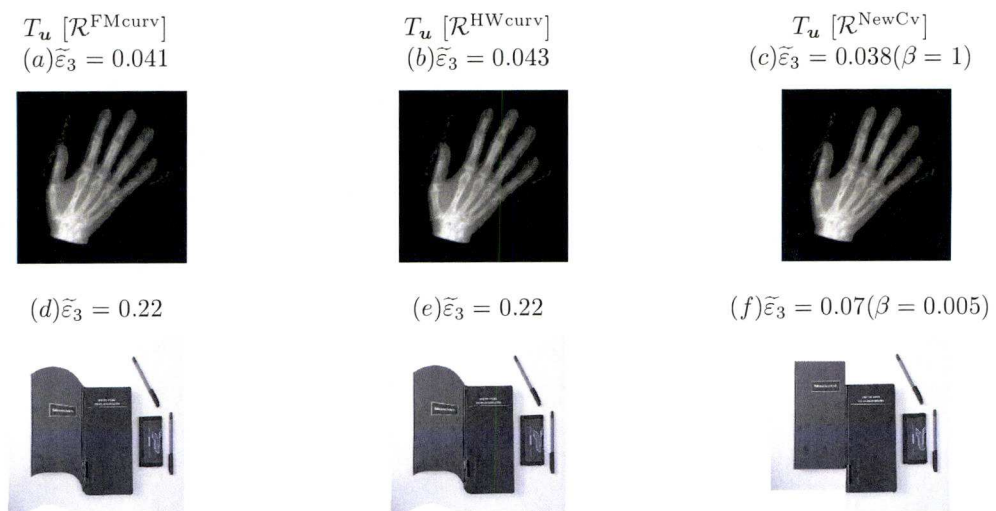 T_u [R^FMcurv] T_u [R^HWcurv] T_u [R^NewCv]
(a)ε̃_3 = 0.041 (b)ε̃_3 = 0.043 (c)ε̃_3 = 0.038(β = 1)
(d)ε̃_3 = 0.22 (e)ε̃_3 = 0.22 (f)ε̃_3 = 0.07(β = 0.005)